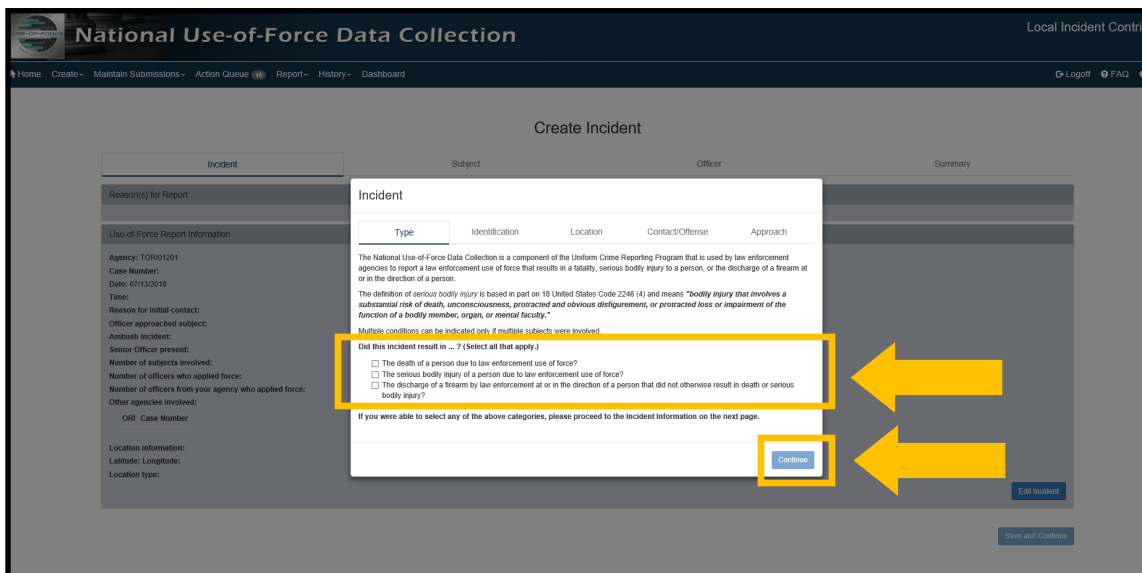 USE-OF-FORCE
National Use-of-Force Data Collection
Local Incident Contri
Home Create Maintain Submissions Action Queue 16 Report History Dashboard
Logoff FAQ
Create Incident
Incident Subject Officer Summary
Reason(s) for Report
Use-of-Force Report Information
Agency: TORI01201
Case Number:
Date: 07/13/2018
Time:
Reason for initial contact:
Officer approached subject:
Ambush Incident:
Senior Officer present:
Number of subjects involved:
Number of officers who applied force:
Number of officers from your agency who applied force:
Other agencies involved:
ORI Case Number
Location Information:
Latitude: Longitude:
Location type:
Incident
Type Identification Location Contact/Offense Approach
The National Use-of-Force Data Collection is a component of the Uniform Crime Reporting Program that is used by law enforcement
agencies to report a law enforcement use of force that results in a fatality, serious bodily injury to a person, or the discharge of a firearm at
or in the direction of a person.
The definition of serious bodily injury is based in part on 18 United States Code 2246 (4) and means "bodily injury that involves a
substantial risk of death, unconsciousness, protracted and obvious disfigurement, or protracted loss or impairment of the
function of a bodily member, organ, or mental faculty."
Multiple conditions can be indicated only if multiple subjects were involved.
Did this incident result in ... ? (Select all that apply.)
The death of a person due to law enforcement use of force?
The serious bodily injury of a person due to law enforcement use of force?
The discharge of a firearm by law enforcement at or in the direction of a person that did not otherwise result in death or serious
bodily injury?
If you were able to select any of the above categories, please proceed to the Incident Information on the next page.
Continue
Edit Incident
Save and Continue